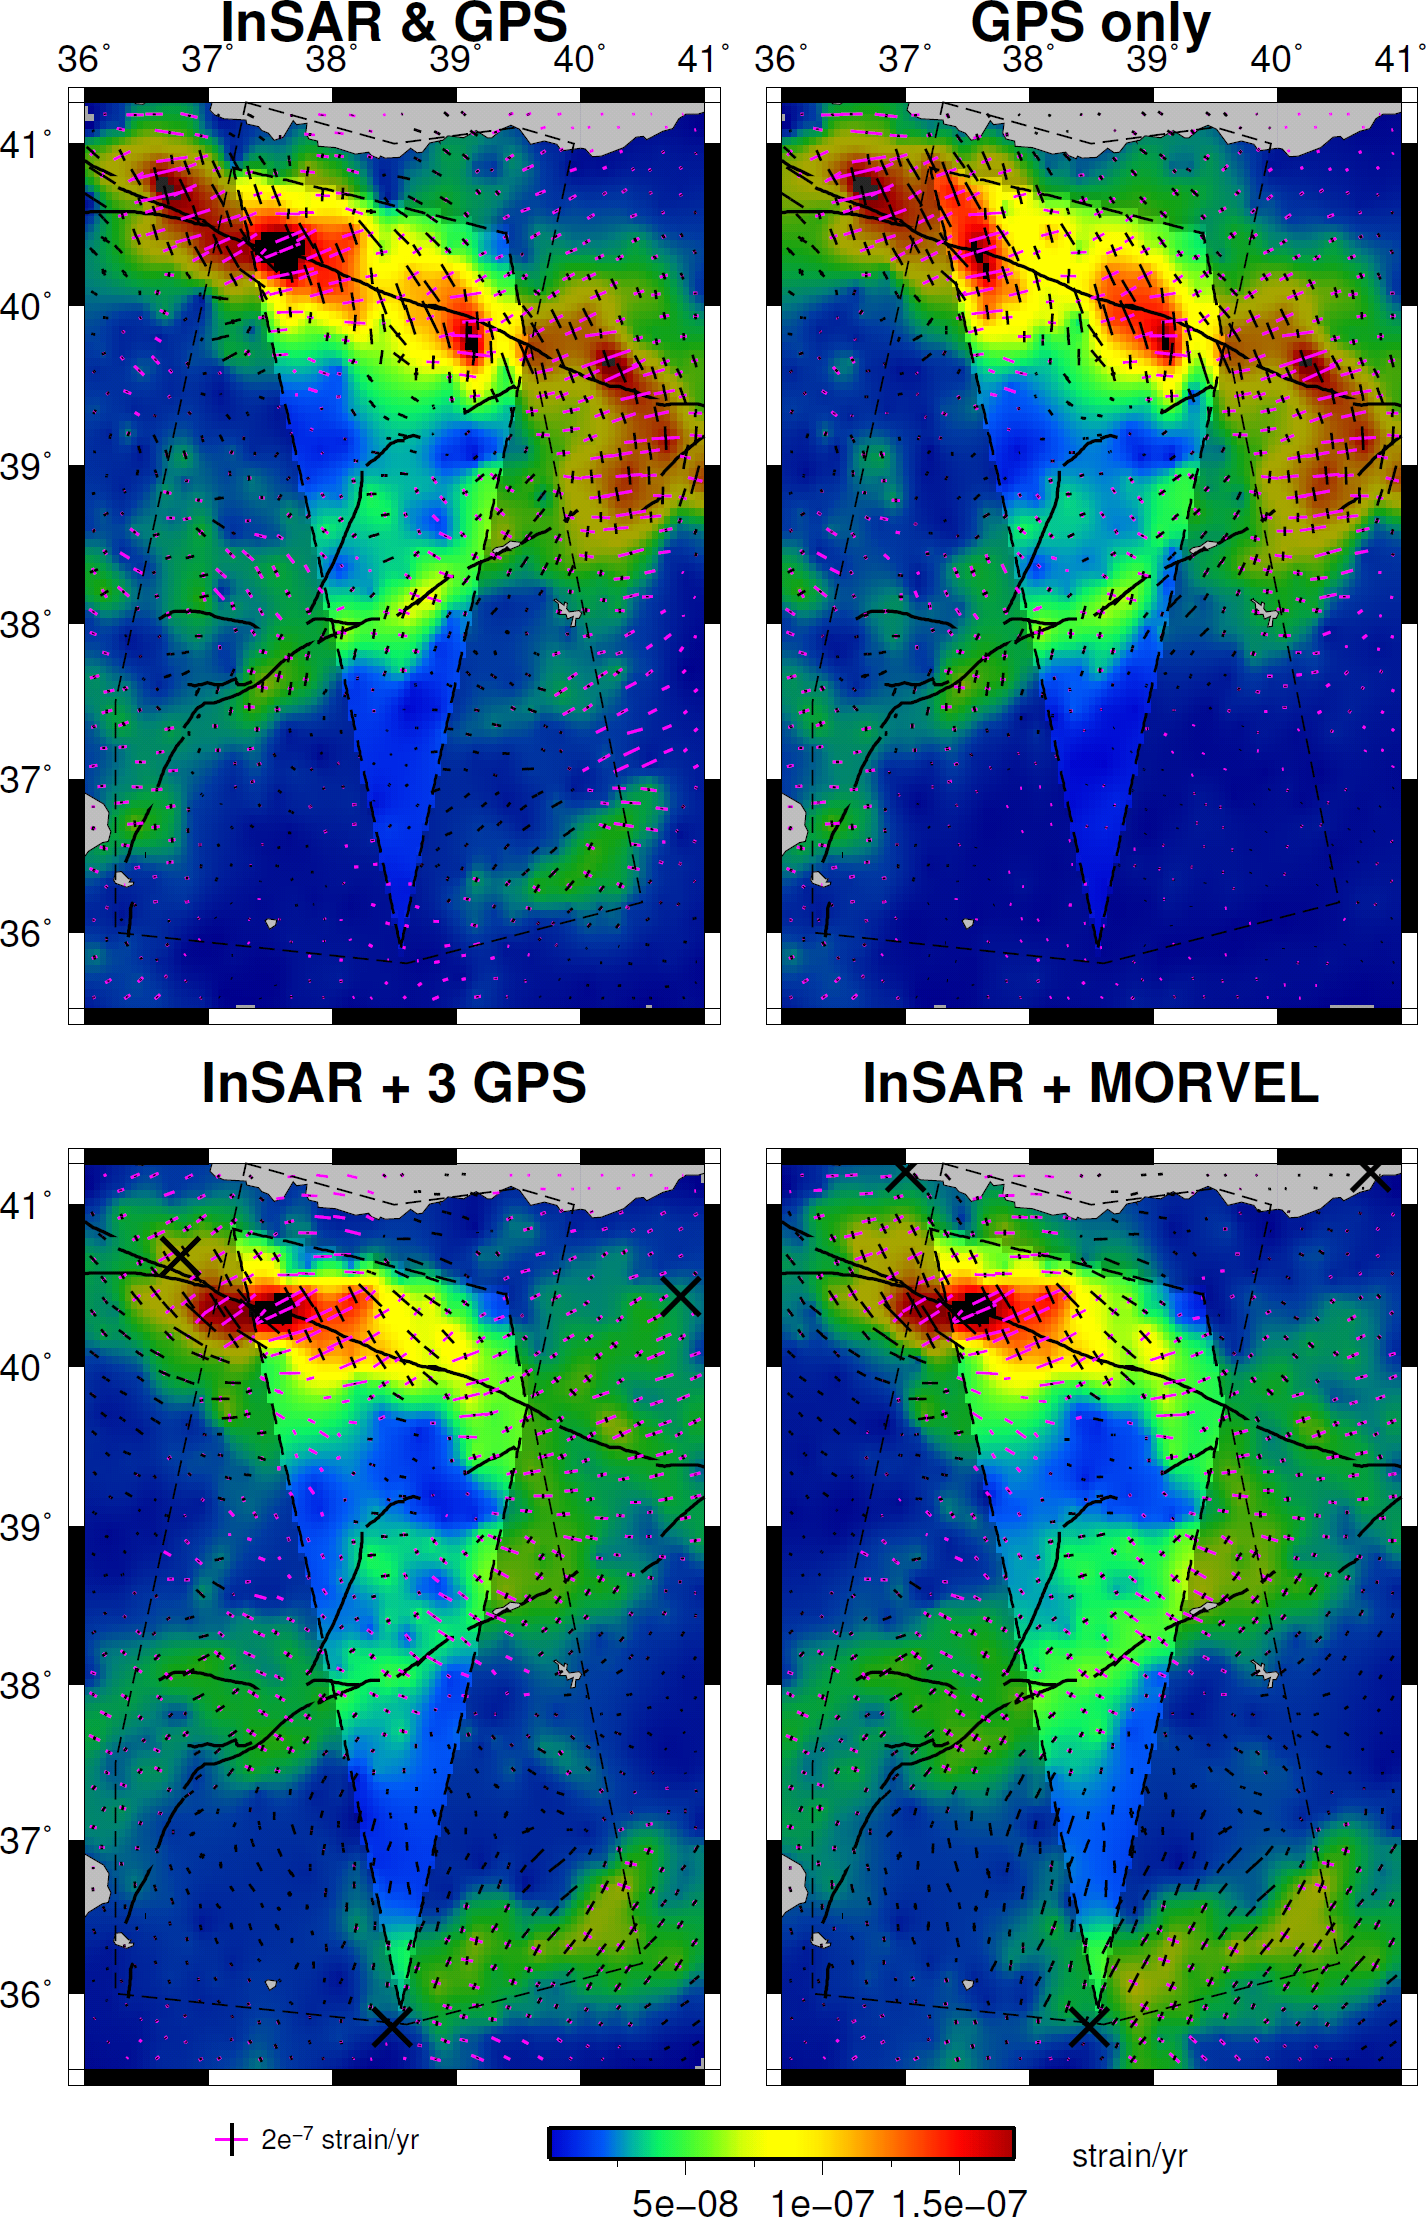 InSAR & GPS
GPS only
36° 37° 38° 39° 40° 41°
36° 37° 38° 39° 40° 41°
41°
40°
39°
38°
37°
36°
InSAR + 3 GPS
InSAR + MORVEL
41°
40°
39°
38°
37°
36°
2e−7 strain/yr
strain/yr
5e−08 1e−07 1.5e−07